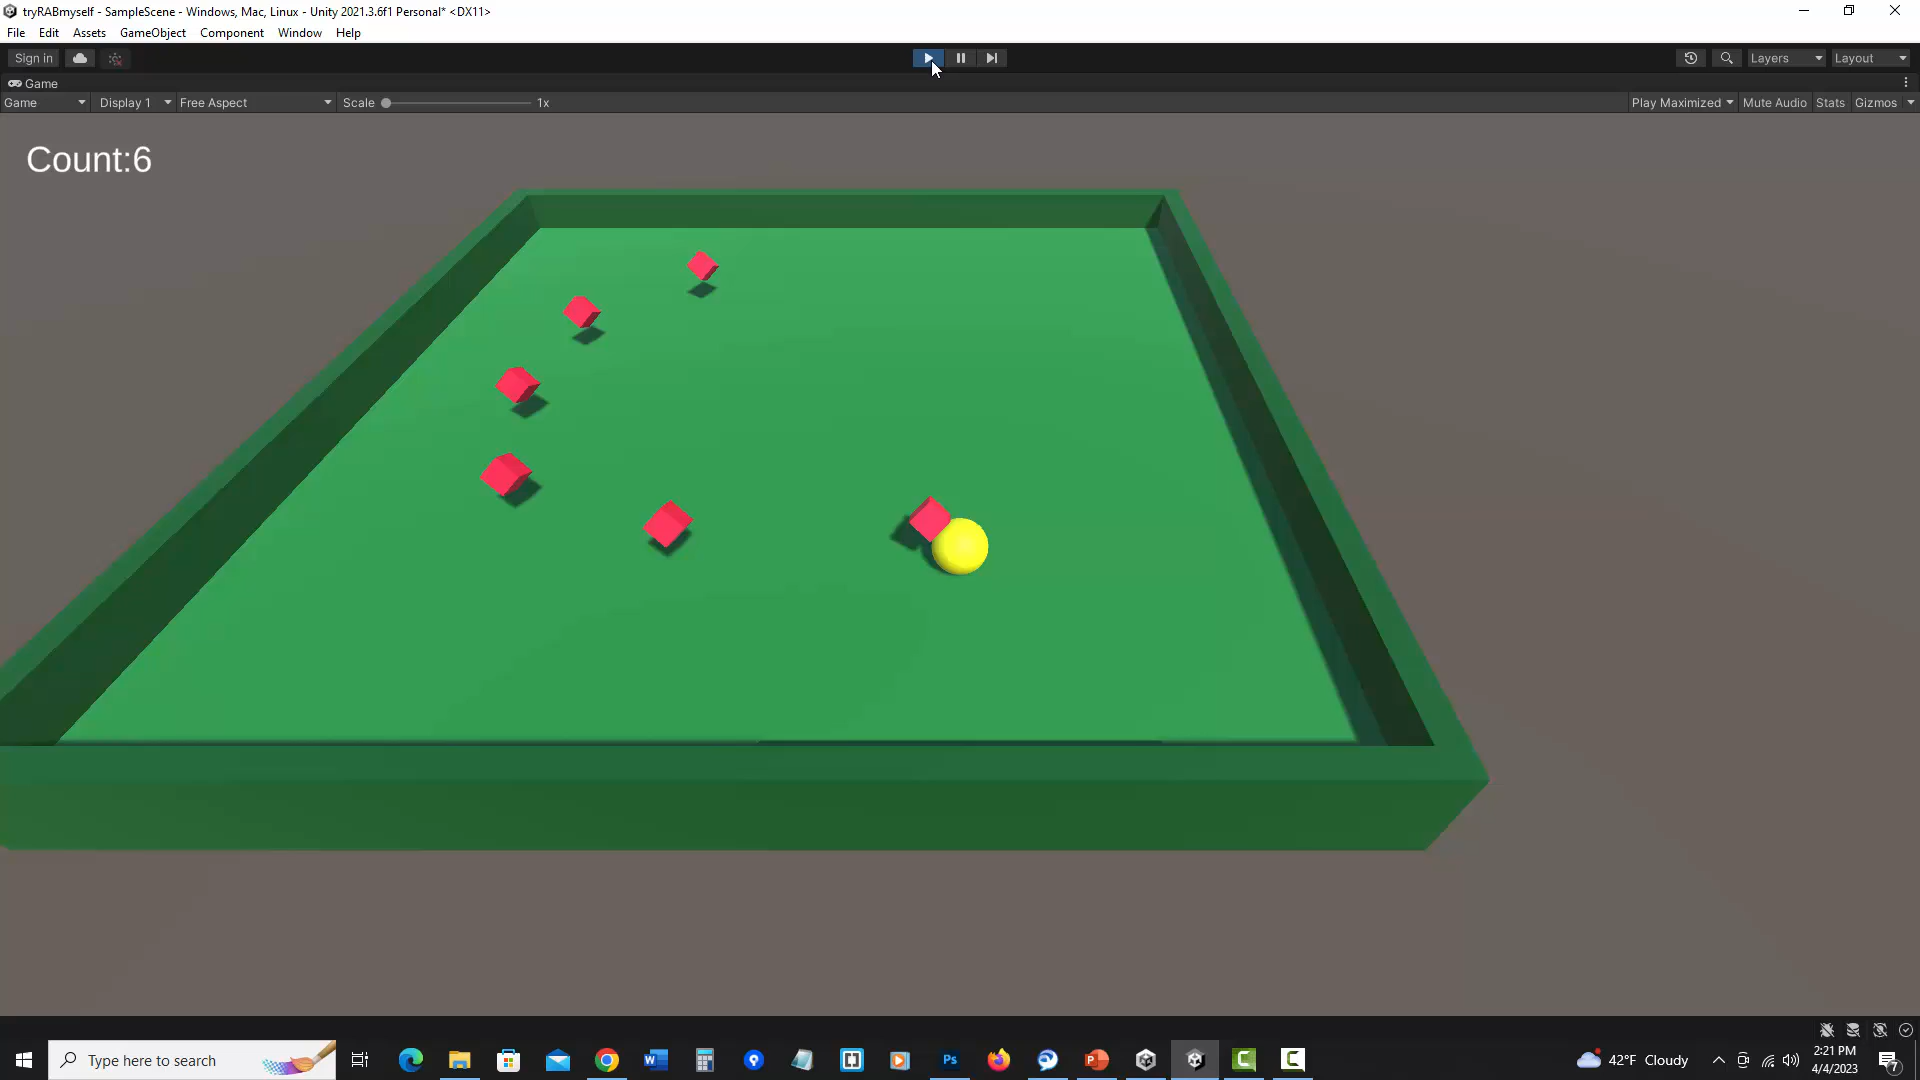 tryRABmyself - SampleScene - Windows, Mac, Linux - Unity 2021.3.6f1 Personal* <DX11>
File Edit Assets GameObject Component Window Help
Sign in Layers Layout
Game
Game Display 1 Free Aspect Scale 1x Play Maximized Mute Audio Stats Gizmos
Count:6
Type here to search
Ps
42°F Cloudy
2:21 PM
4/4/2023
7